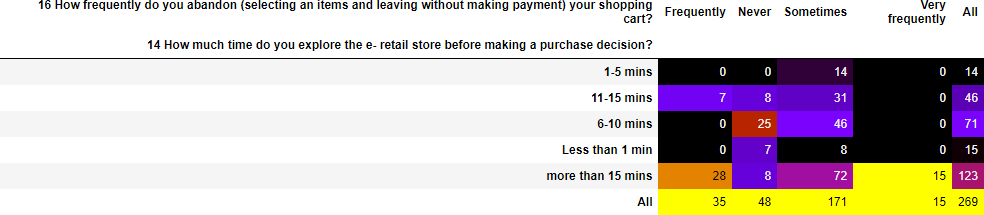 16 How frequently do you abandon (selecting an items and leaving without making payment) your shopping cart? Frequently Never Sometimes Very frequently All
14 How much time do you explore the e- retail store before making a purchase decision?
1-5 mins 0 0 14 0 14
11-15 mins 7 8 31 0 46
6-10 mins 0 25 46 0 71
Less than 1 min 0 7 8 0 15
more than 15 mins 28 8 72 15 123
All 35 48 171 15 269